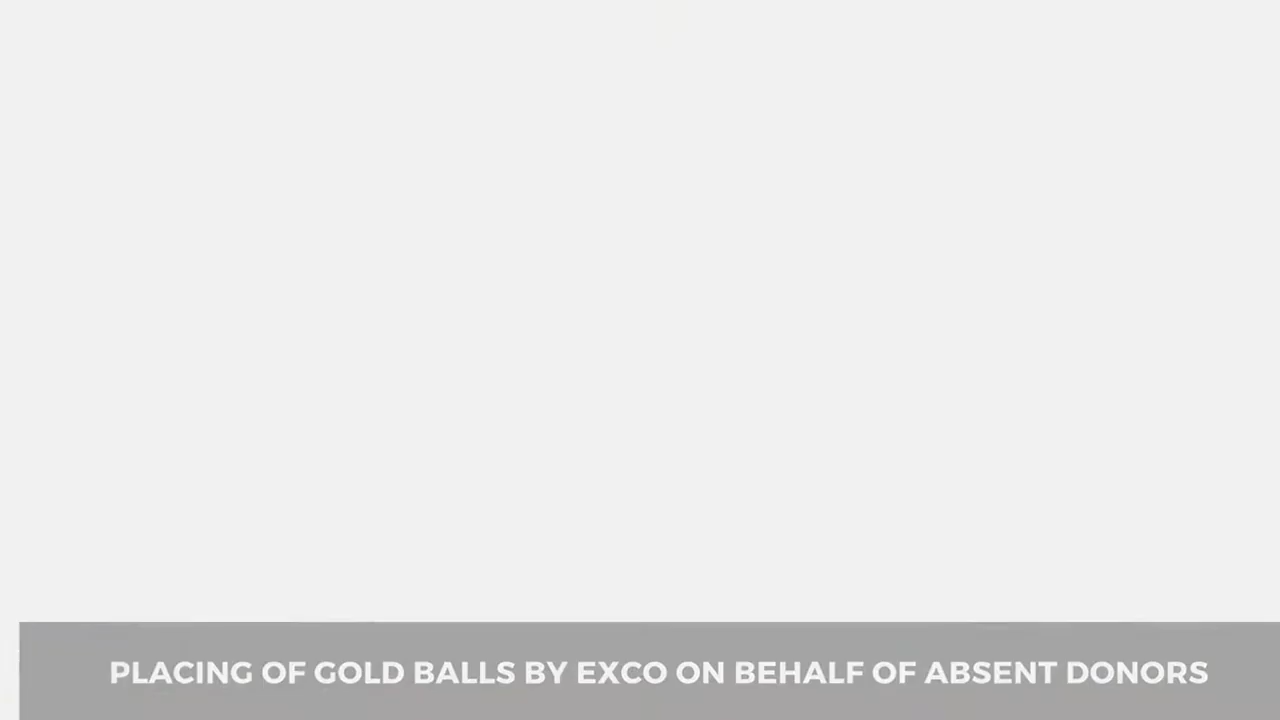 PLACING OF GOLD BALLS BY EXCO ON BEHALF OF ABSENT DONORS